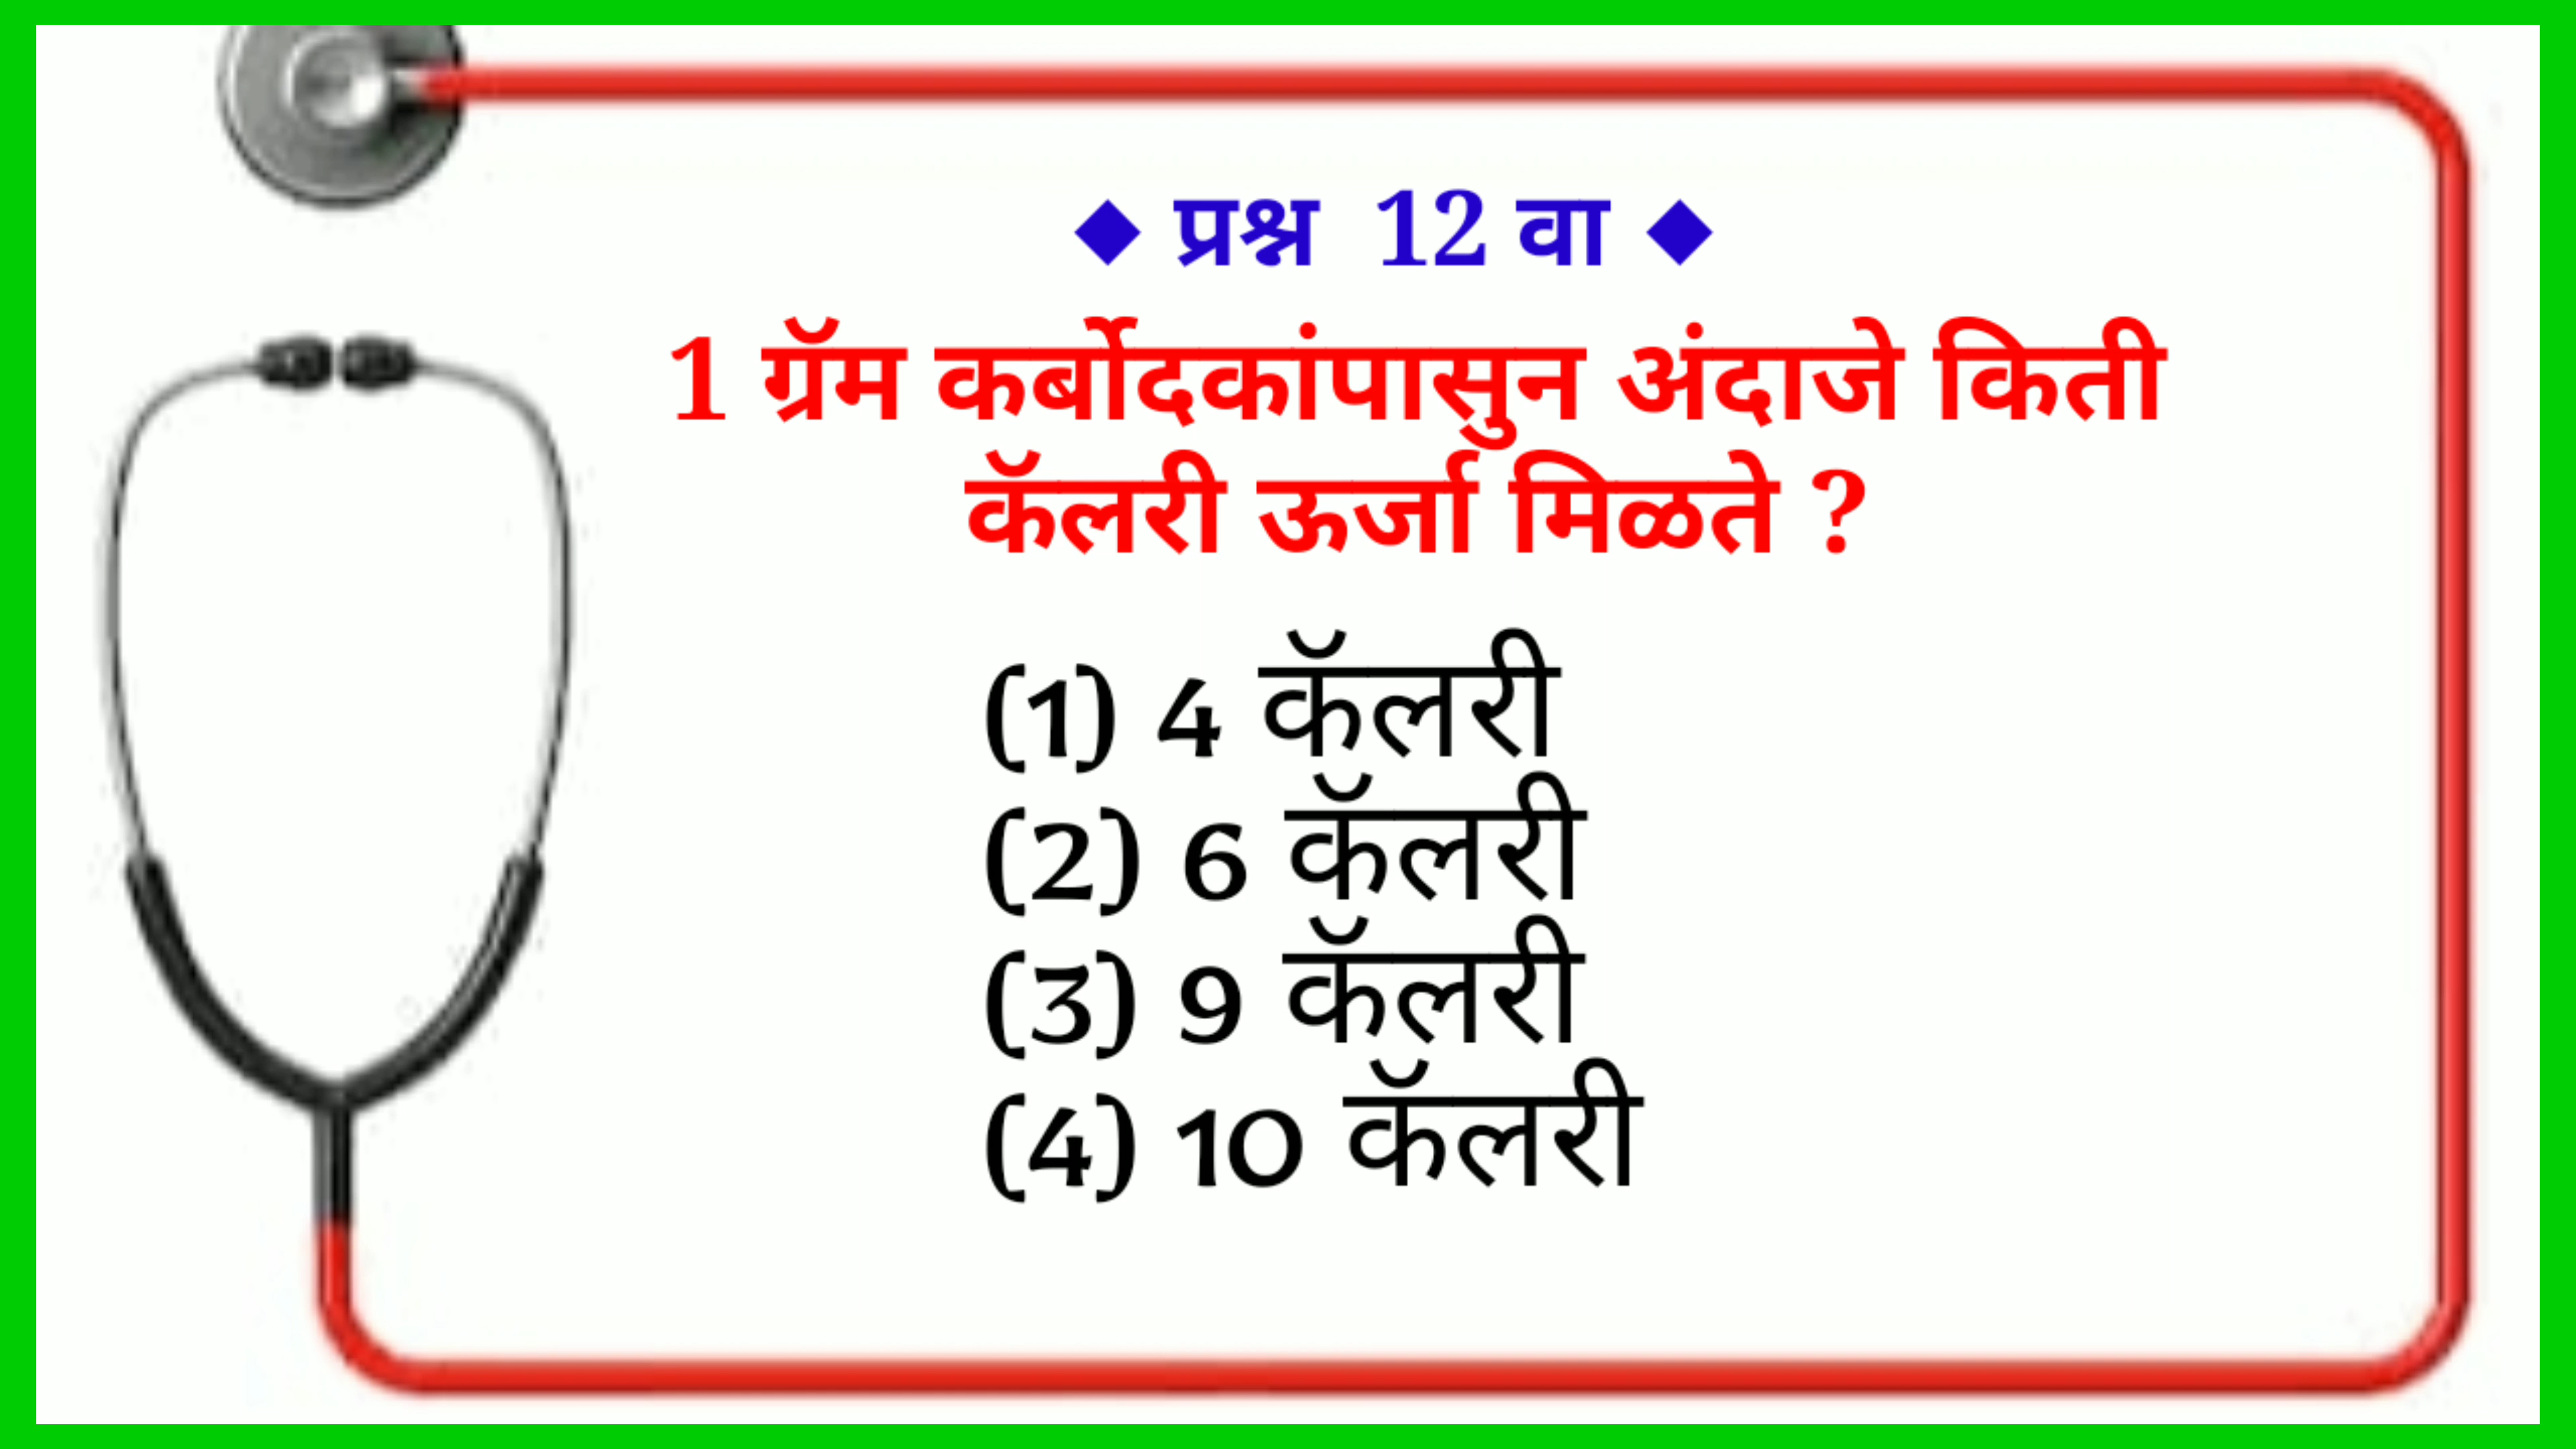 ◆ प्रश्न 12 वा ◆
1 ग्रॅम कर्बोदकांपासुन अंदाजे किती
कॅलरी ऊर्जा मिळते ?
(1) 4 कॅलरी
(2) 6 कॅलरी
(3) 9 कॅलरी
(4) 10 कॅलरी